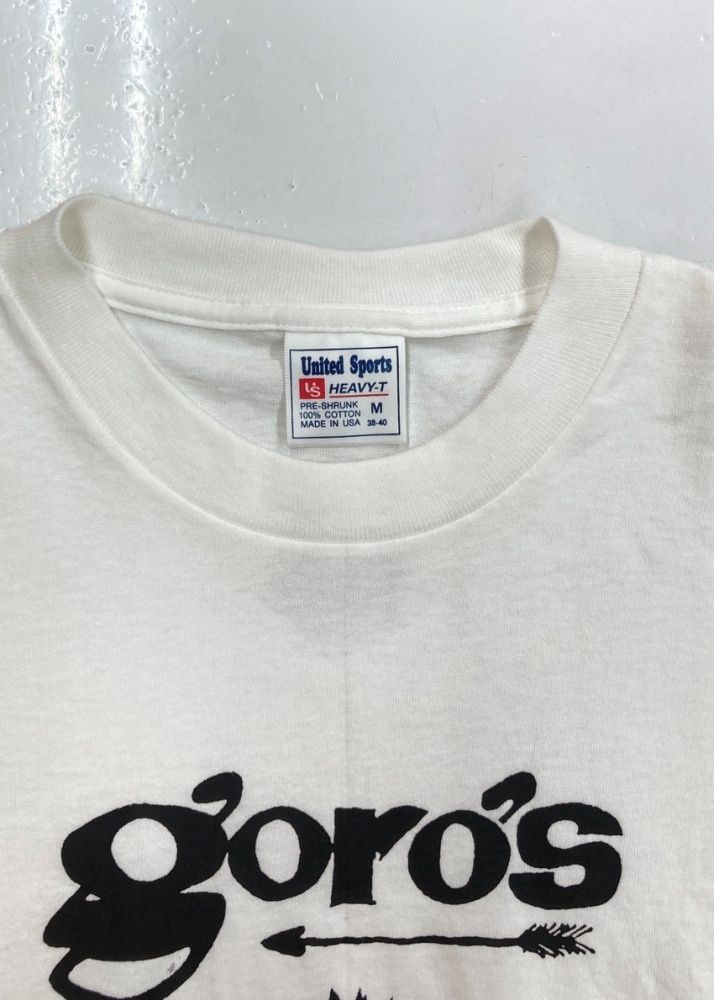 United Sports
US HEAVY-T
PRE-SHRUNK M
100% COTTON
MADE IN USA 38-40
goro's